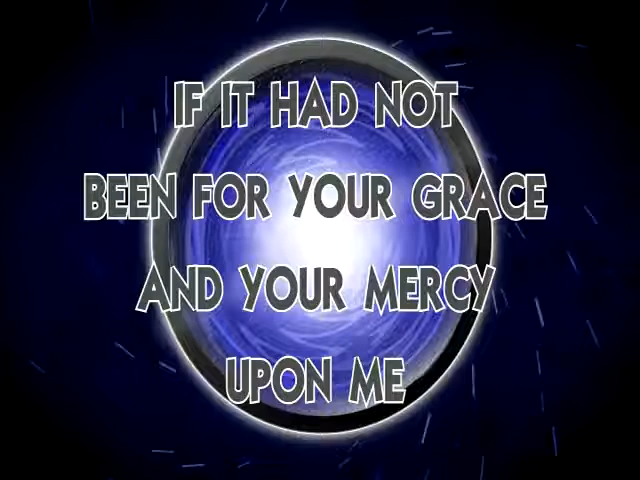 IF IT HAD NOT
BEEN FOR YOUR GRACE
AND YOUR MERCY
UPON ME